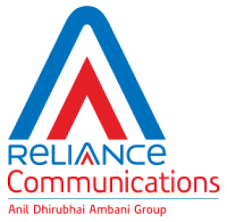 RELIANCE
Communications
Anil Dhirubhai Ambani Group